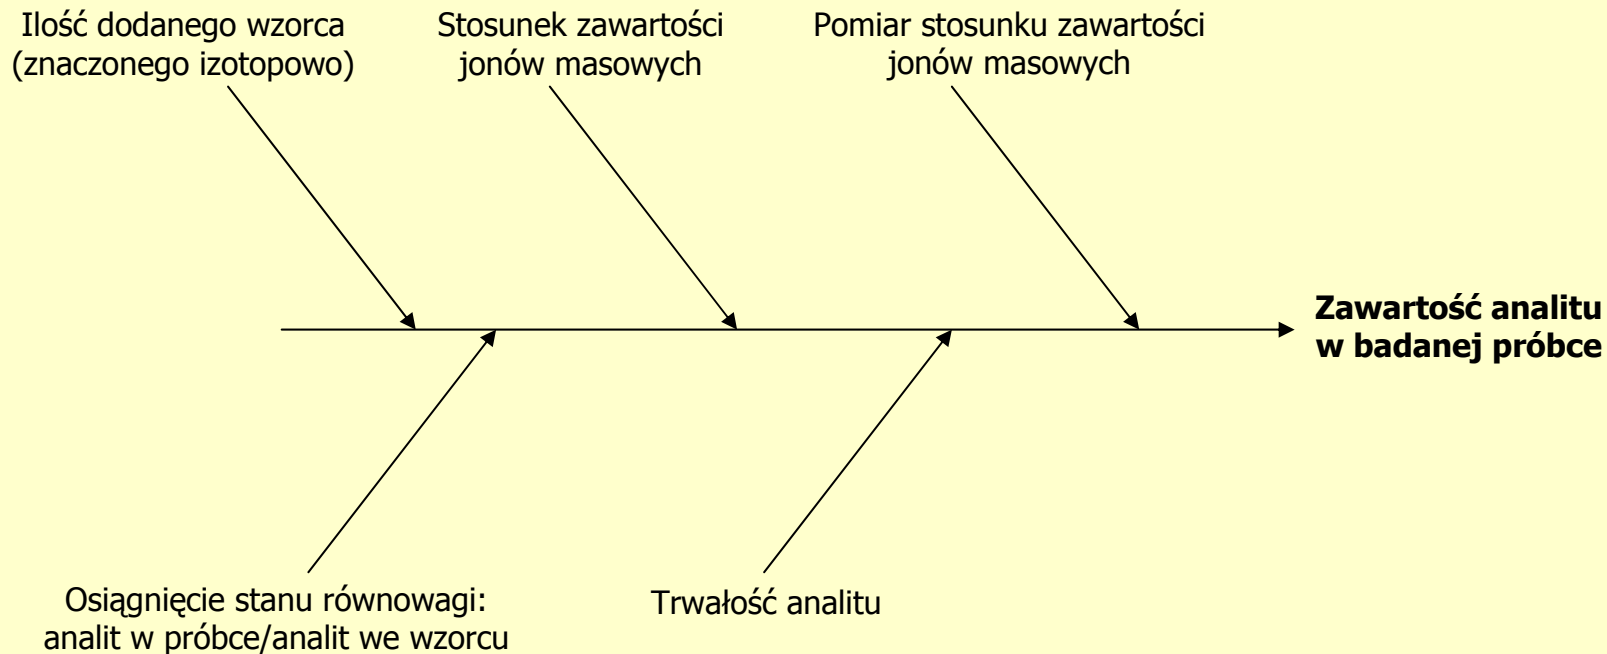 Ilość dodanego wzorca
(znaczonego izotopowo)
Stosunek zawartości
jonów masowych
Pomiar stosunku zawartości
jonów masowych
Zawartość analitu
w badanej próbce
Osiągnięcie stanu równowagi:
analit w próbce/analit we wzorcu
Trwałość analitu